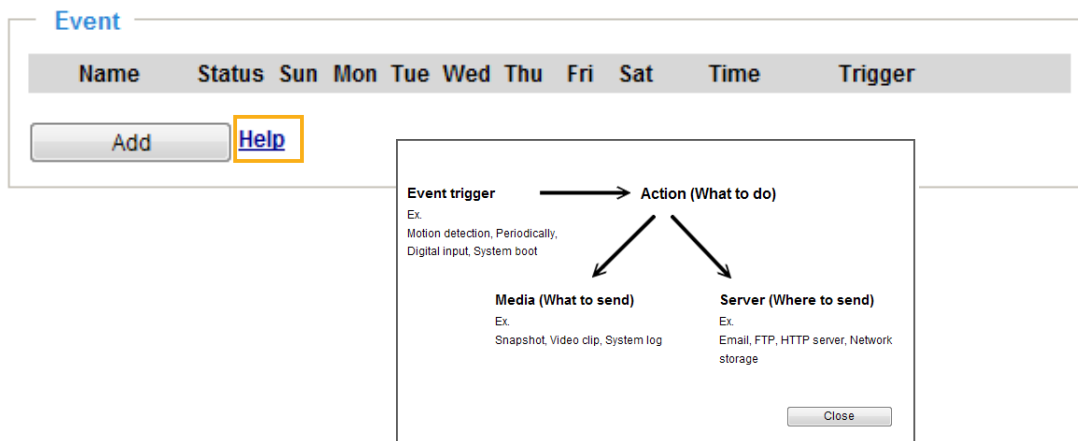 Event
Name Status Sun Mon Tue Wed Thu Fri Sat Time Trigger
Add Help
Event trigger
Ex.
Motion detection, Periodically,
Digital input, System boot
Action (What to do)
Media (What to send)
Ex.
Snapshot, Video clip, System log
Server (Where to send)
Ex.
Email, FTP, HTTP server, Network
storage
Close